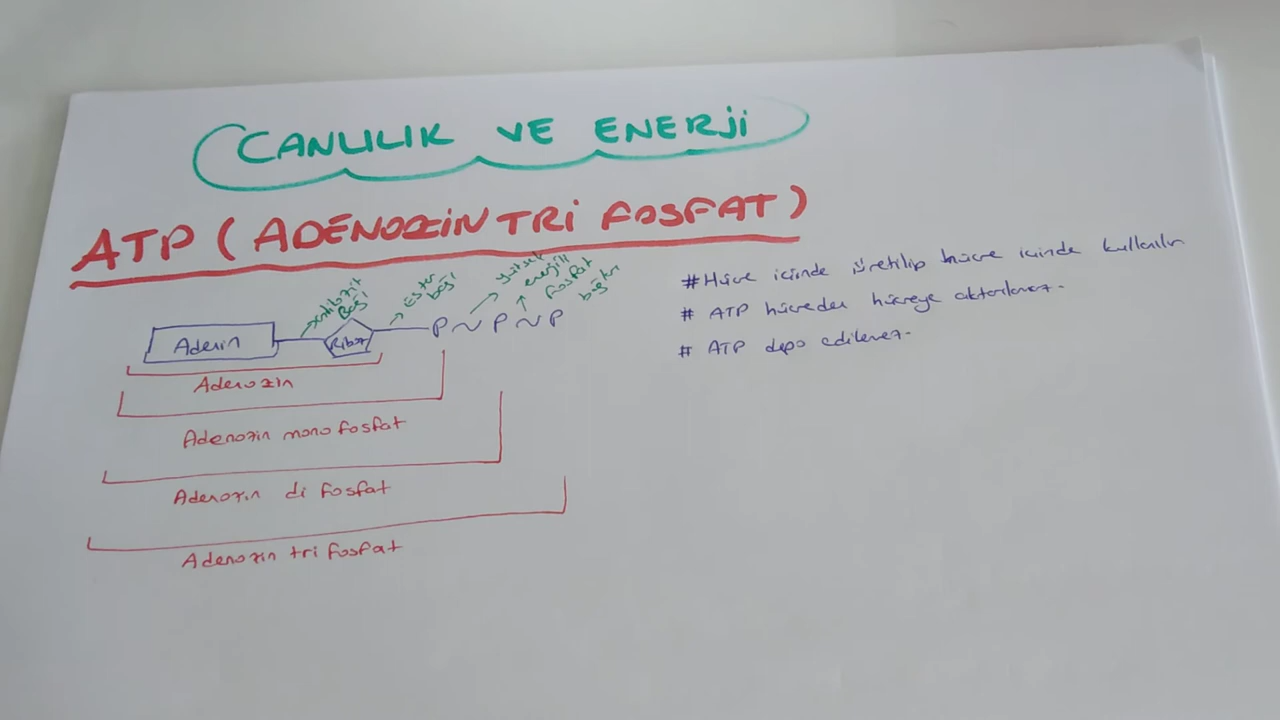 CANLILIK VE ENERJİ
ATP (ADENOZİN TRİ FOSFAT)
Adenin
Riboz
P ~ P ~ P
Ester bağı
yüksek enerjili fosfat bağları
Adenozin
Adenozin mono fosfat
Adenozin di fosfat
Adenozin tri fosfat
# Hücre içinde üretilip hücre içinde kullanılır
# ATP hücreden hücreye aktarılamaz.
# ATP depo edilemez.